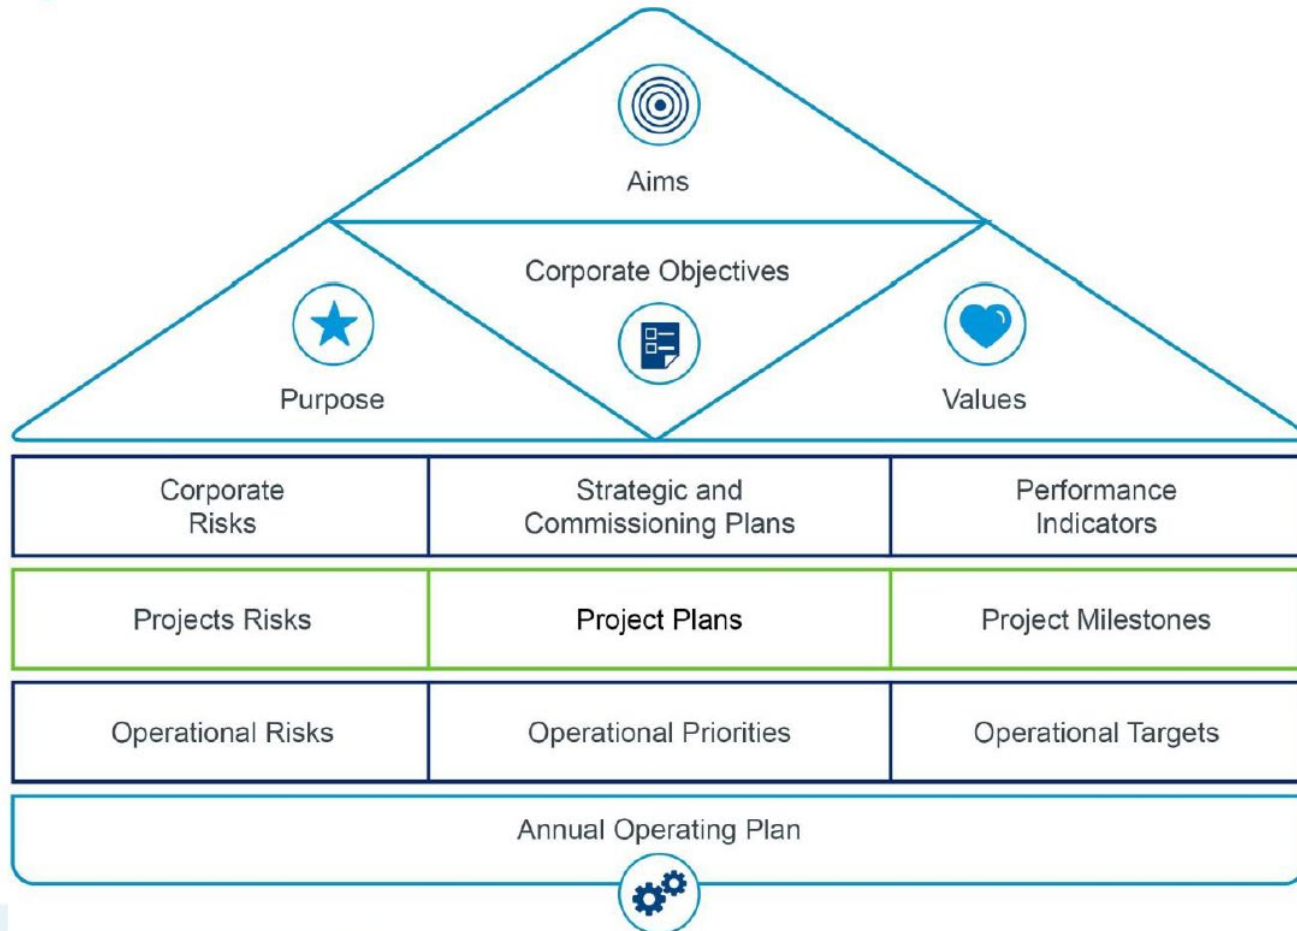 Aims
Corporate Objectives
Purpose
Values
Corporate
Risks
Strategic and
Commissioning Plans
Performance
Indicators
Projects Risks
Project Plans
Project Milestones
Operational Risks
Operational Priorities
Operational Targets
Annual Operating Plan